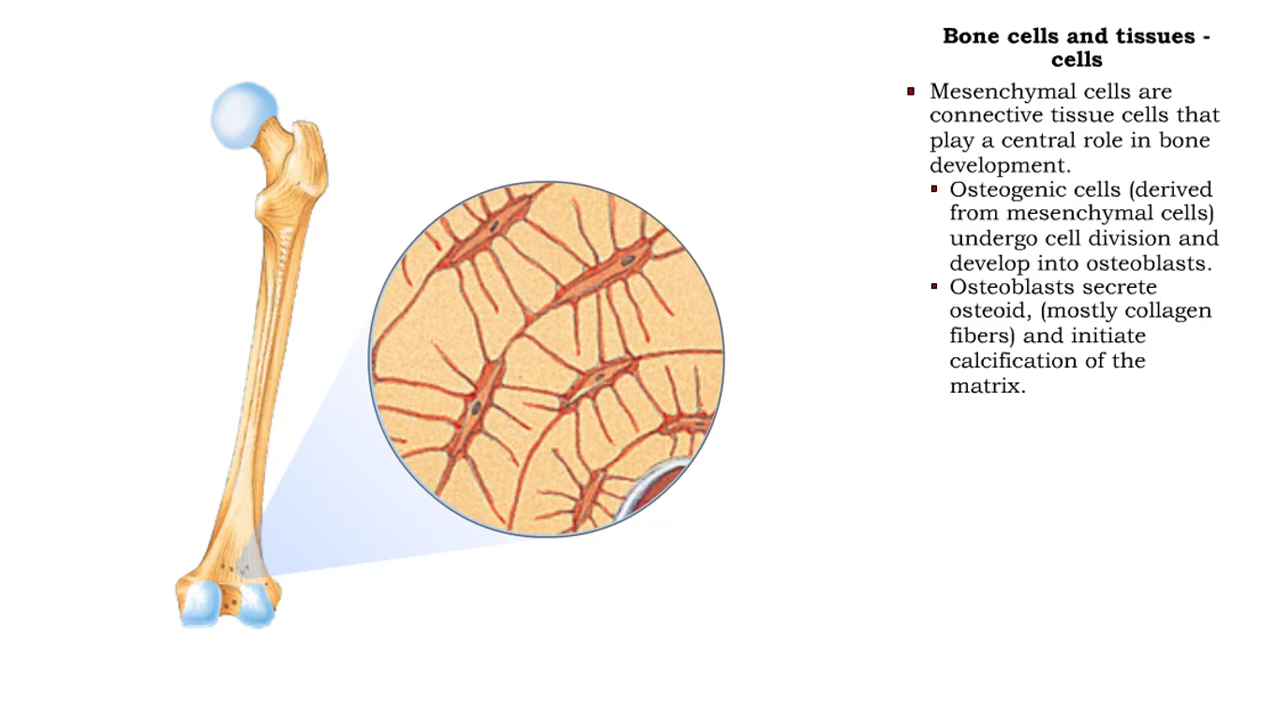 Bone cells and tissues -
cells
Mesenchymal cells are
connective tissue cells that
play a central role in bone
development.
Osteogenic cells (derived
from mesenchymal cells)
undergo cell division and
develop into osteoblasts.
Osteoblasts secrete
osteoid, (mostly collagen
fibers) and initiate
calcification of the
matrix.